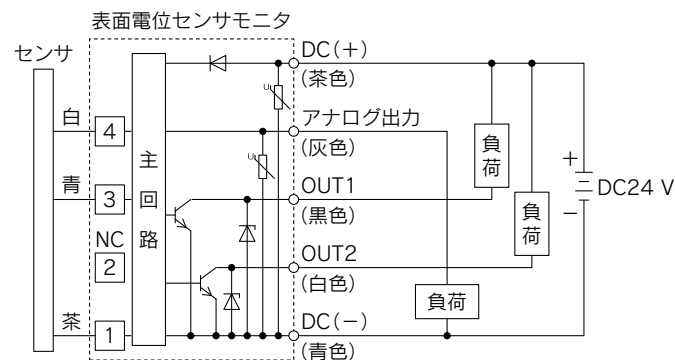 表面電位センサモニタ
センサ
DC(+)
(茶色)
白
4
アナログ出力
(灰色)
主回路
負荷
青
3
OUT1
(黒色)
+
DC24 V
−
NC
2
OUT2
(白色)
負荷
負荷
茶
1
DC(−)
(青色)
U
U